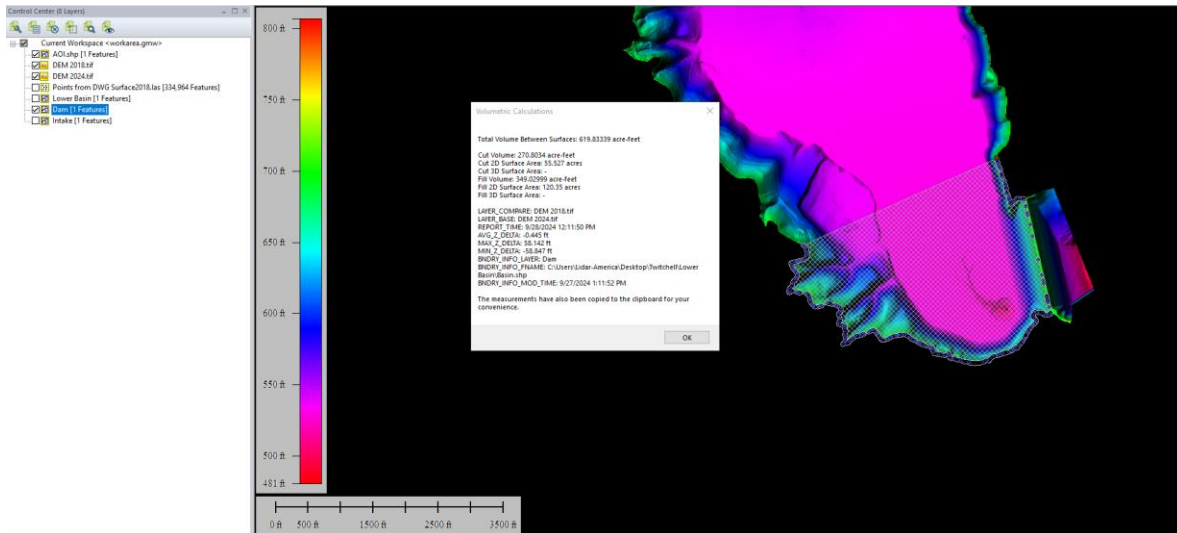 Control Center (8 Layers)
Current Workspace <workarea.gmw>
AOI.shp [1 Features]
DEM 2018.tif
DEM 2024.tif
Points from DWG Surface2018.las [334,964 Features]
Lower Basin [1 Features]
Dam [1 Features]
Intake [1 Features]
800 ft
750 ft
700 ft
650 ft
600 ft
550 ft
500 ft
481 ft
0 ft 500 ft 1500 ft 2500 ft 3500 ft
Volumetric Calculations
Total Volume Between Surfaces: 619.83339 acre-feet
Cut Volume: 270.8034 acre-feet
Cut 2D Surface Area: 55.527 acres
Cut 3D Surface Area: -
Fill Volume: 349.02999 acre-feet
Fill 2D Surface Area: 120.35 acres
Fill 3D Surface Area: -
LAYER_COMPARE: DEM 2018.tif
LAYER_BASE: DEM 2024.tif
REPORT_TIME: 9/28/2024 12:11:50 PM
AVG_Z_DELTA: -0.445 ft
MAX_Z_DELTA: 58.142 ft
MIN_Z_DELTA: -58.847 ft
BNDRY_INFO_LAYER: Dam
BNDRY_INFO_FNAME: C:\Users\Lidar-America\Desktop\Twitchell\Lower
Basin\Basin.shp
BNDRY_INFO_MOD_TIME: 9/27/2024 1:11:52 PM
The measurements have also been copied to the clipboard for your
convenience.
OK